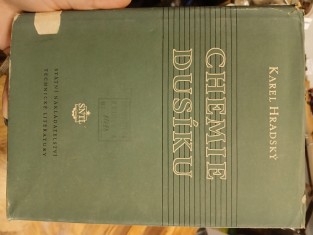 KAREL HRADSKÝ
CHEMIE
DUSÍKU
SNTL
STÁTNÍ NAKLADATELSTVÍ
TECHNICKÉ LITERATURY